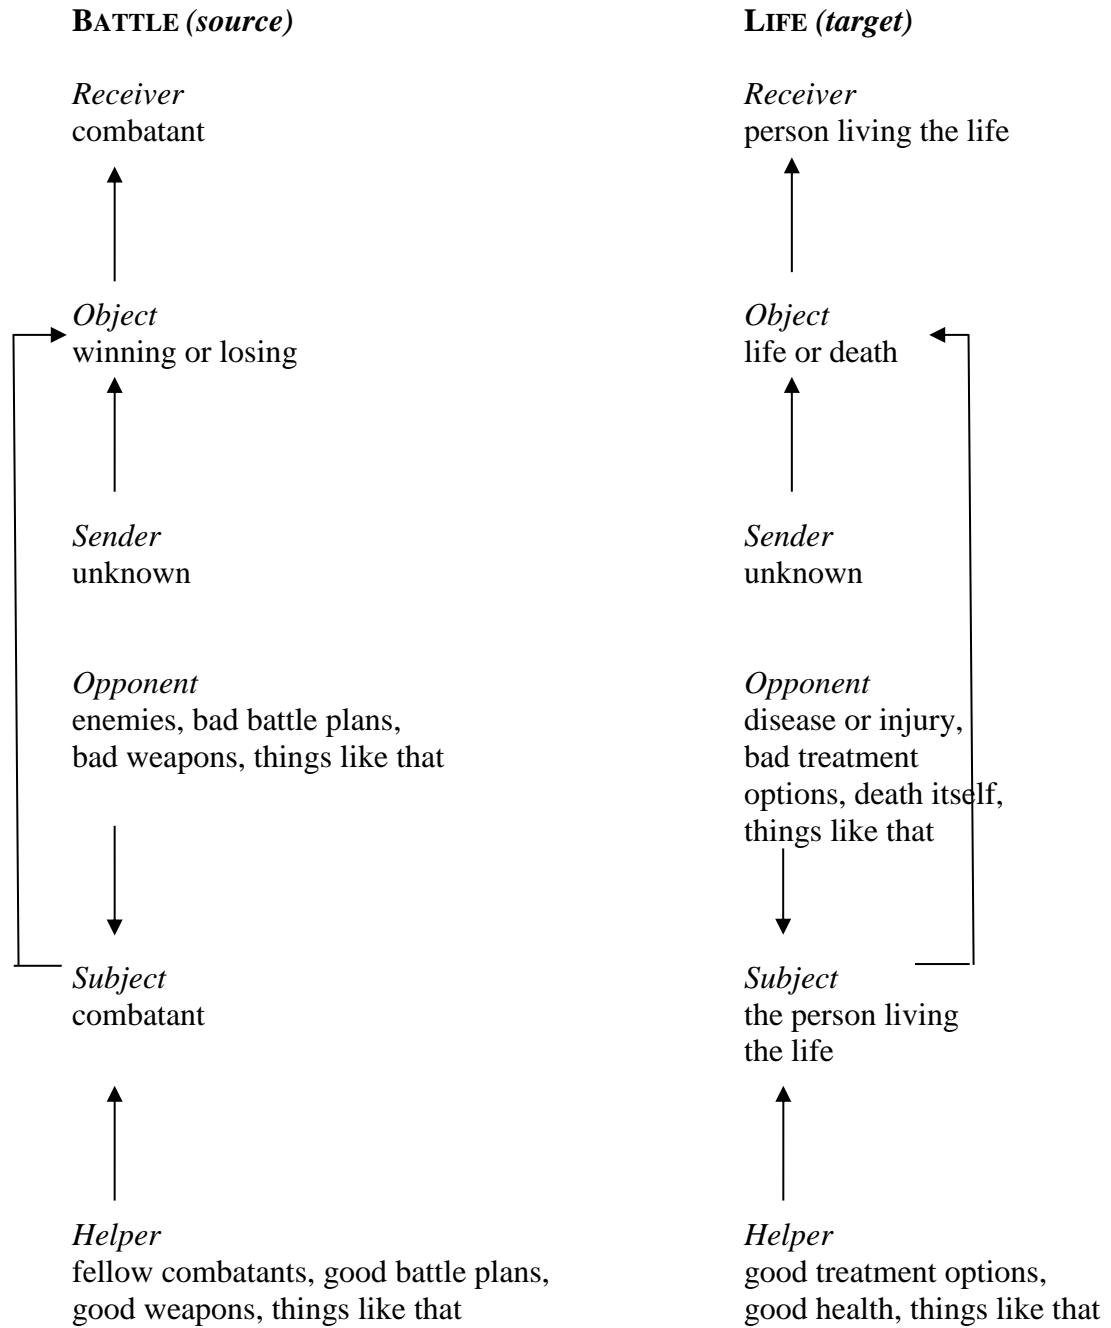 BATTLE (source)
Receiver
combatant
Object
winning or losing
Sender
unknown
Opponent
enemies, bad battle plans,
bad weapons, things like that
Subject
combatant
Helper
fellow combatants, good battle plans,
good weapons, things like that
LIFE (target)
Receiver
person living the life
Object
life or death
Sender
unknown
Opponent
disease or injury,
bad treatment
options, death itself,
things like that
Subject
the person living
the life
Helper
good treatment options,
good health, things like that